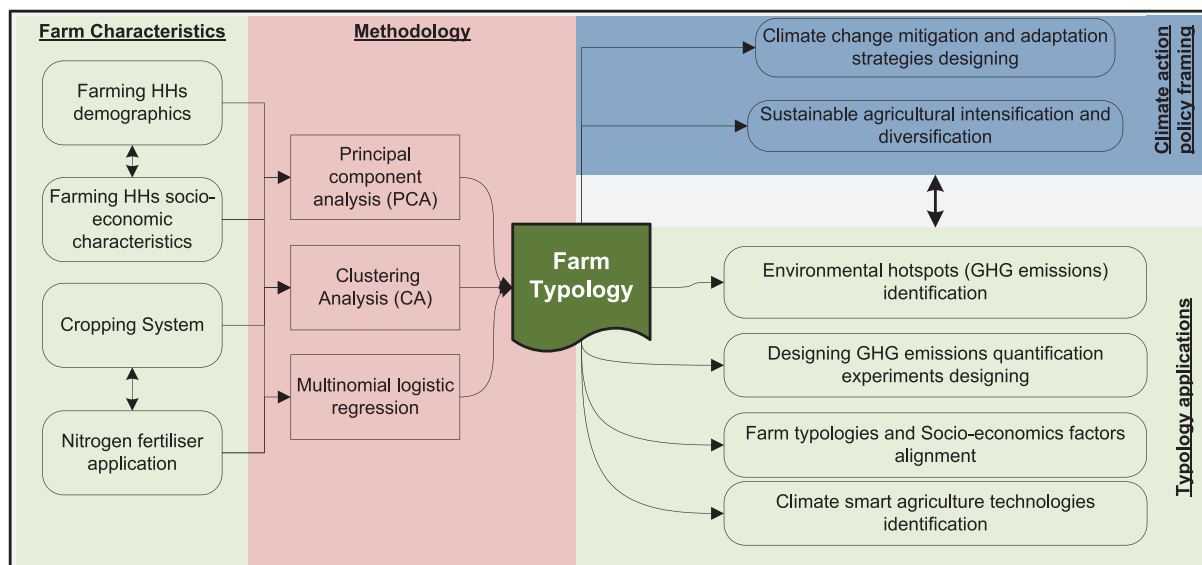 Farm Characteristics
Farming HHs
demographics
Farming HHs socio-
economic
characteristics
Cropping System
Nitrogen fertiliser
application
Methodology
Principal
component
analysis (PCA)
Clustering
Analysis (CA)
Multinomial logistic
regression
Farm
Typology
Climate change mitigation and adaptation
strategies designing
Sustainable agricultural intensification and
diversification
Climate action
policy framing
Environmental hotspots (GHG emissions)
identification
Designing GHG emissions quantification
experiments designing
Farm typologies and Socio-economics factors
alignment
Climate smart agriculture technologies
identification
Typology applications